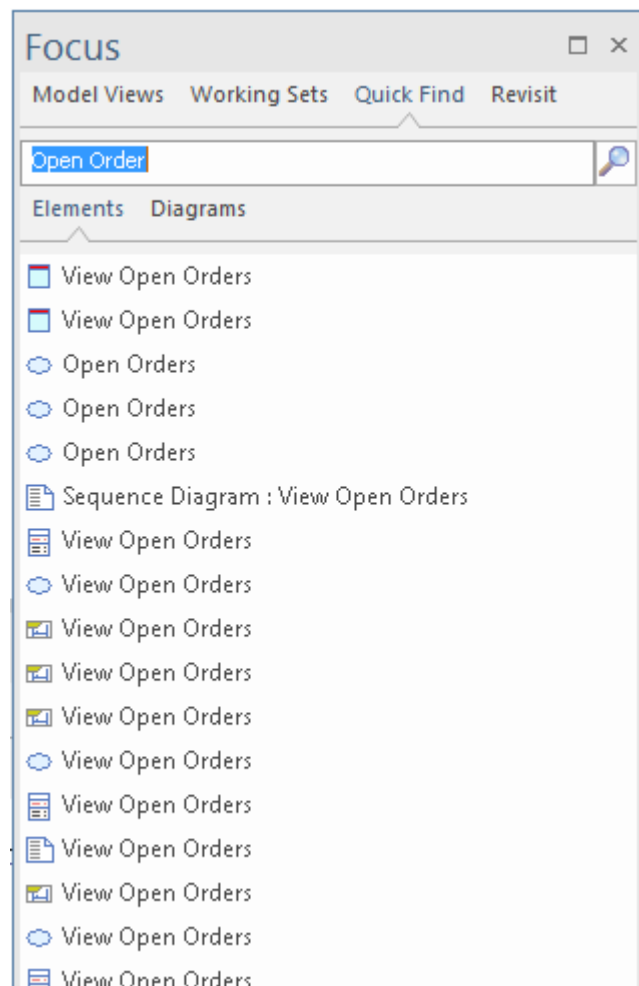 Focus
Model Views Working Sets Quick Find Revisit
Open Order
Elements Diagrams
View Open Orders
View Open Orders
Open Orders
Open Orders
Open Orders
Sequence Diagram : View Open Orders
View Open Orders
View Open Orders
View Open Orders
View Open Orders
View Open Orders
View Open Orders
View Open Orders
View Open Orders
View Open Orders
View Open Orders
View Open Orders